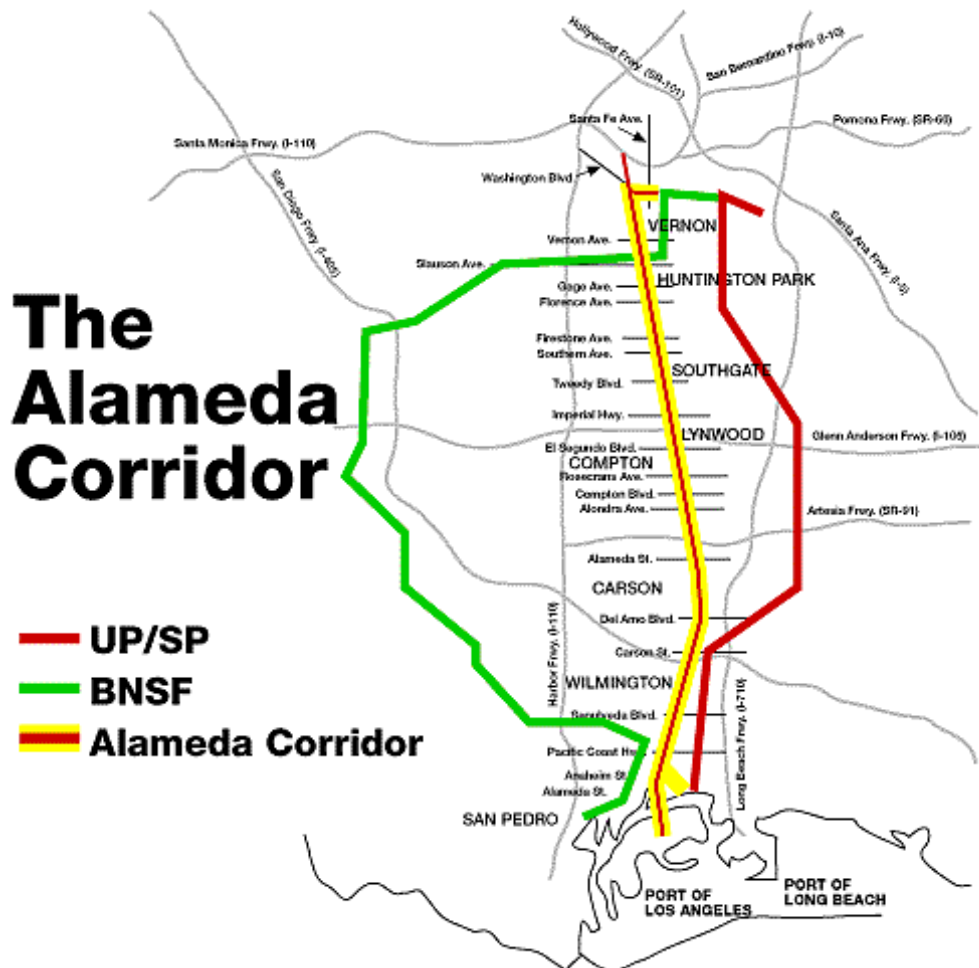 Hollywood Frwy. (SR-101)
San Bernardino Fwy. (I-10)
Santa Fe Ave.
Pomona Frwy. (SR-60)
Santa Monica Frwy. (I-110)
Washington Blvd.
San Diego Fwy. (I-405)
Santa Ana Frwy. (I-5)
VERNON
Vernon Ave.
Slauson Ave.
HUNTINGTON PARK
Gage Ave.
Florence Ave.
The
Alameda
Corridor
Firestone Ave.
Southern Ave.
SOUTHGATE
Tweedy Blvd.
Imperial Hwy.
LYNWOOD
Glenn Anderson Frwy. (I-105)
El Segundo Blvd.
COMPTON
Rosecrans Ave.
Compton Blvd.
Alondra Ave.
Artesia Fwy. (SR-91)
Alameda St.
CARSON
Del Amo Blvd.
Harbor Frwy. (I-110)
Carson St.
UP/SP
BNSF
Alameda Corridor
WILMINGTON
Sepulveda Blvd.
Long Beach Fwy. (I-710)
Pacific Coast Hwy.
Anaheim St.
Alameda St.
SAN PEDRO
PORT OF
LOS ANGELES
PORT OF
LONG BEACH